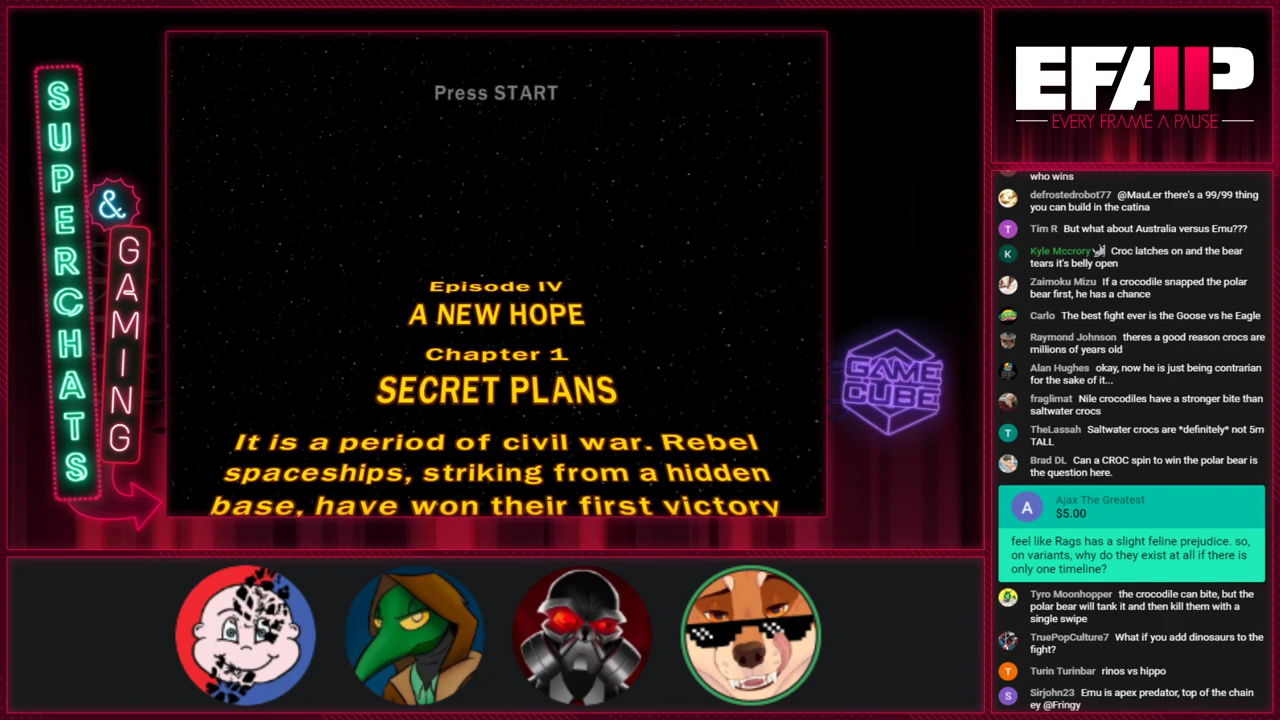 SUPERCHATS
&
GAMING
Press START
Episode IV
A NEW HOPE
Chapter 1
SECRET PLANS
It is a period of civil war. Rebel
spaceships, striking from a hidden
base, have won their first victory
GAME
CUBE
EFAP
EVERY FRAME A PAUSE
who wins
defrostedrobot77 @MauLer there's a 99/99 thing
you can build in the catina
T
Tim R But what about Australia versus Emu???
K
Kyle Mccrory Croc latches on and the bear
tears it's belly open
Zaimoku Mizu If a crocodile snapped the polar
bear first, he has a chance
Carlo The best fight ever is the Goose vs he Eagle
Raymond Johnson theres a good reason crocs are
millions of years old
Alan Hughes okay, now he is just being contrarian
for the sake of it...
fraglimat Nile crocodiles have a stronger bite than
saltwater crocs
T
TheLassah Saltwater crocs are *definitely* not 5m
TALL
Brad DL Can a CROC spin to win the polar bear is
the question here.
A
Ajax The Greatest
$5.00
feel like Rags has a slight feline prejudice. so,
on variants, why do they exist at all if there is
only one timeline?
Tyro Moonhopper the crocodile can bite, but the
polar bear will tank it and then kill them with a
single swipe
TruePopCulture7 What if you add dinosaurs to the
fight?
T
Turin Turinbar rinos vs hippo
S
Sirjohn23 Emu is apex predator, top of the chain
ey @Fringy